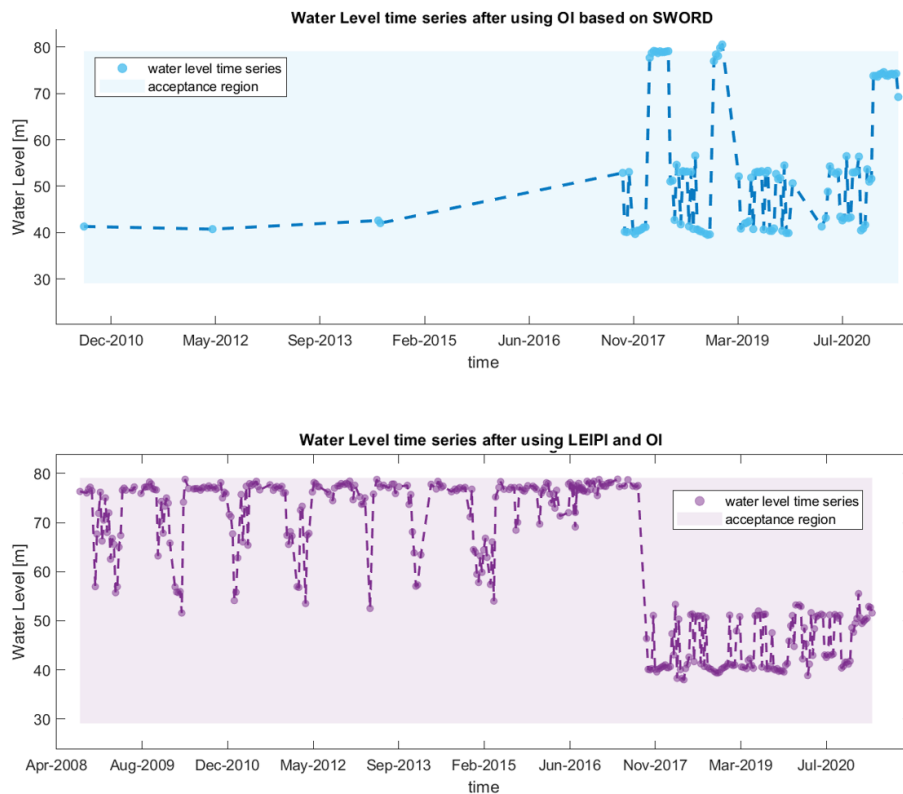 Water Level time series after using OI based on SWORD
80
70
60
50
40
30
Water Level [m]
water level time series
acceptance region
Dec-2010 May-2012 Sep-2013 Feb-2015 Jun-2016 Nov-2017 Mar-2019 Jul-2020
time
Water Level time series after using LEIPI and OI
80
70
60
50
40
30
Water Level [m]
water level time series
acceptance region
Apr-2008 Aug-2009 Dec-2010 May-2012 Sep-2013 Feb-2015 Jun-2016 Nov-2017 Mar-2019 Jul-2020
time